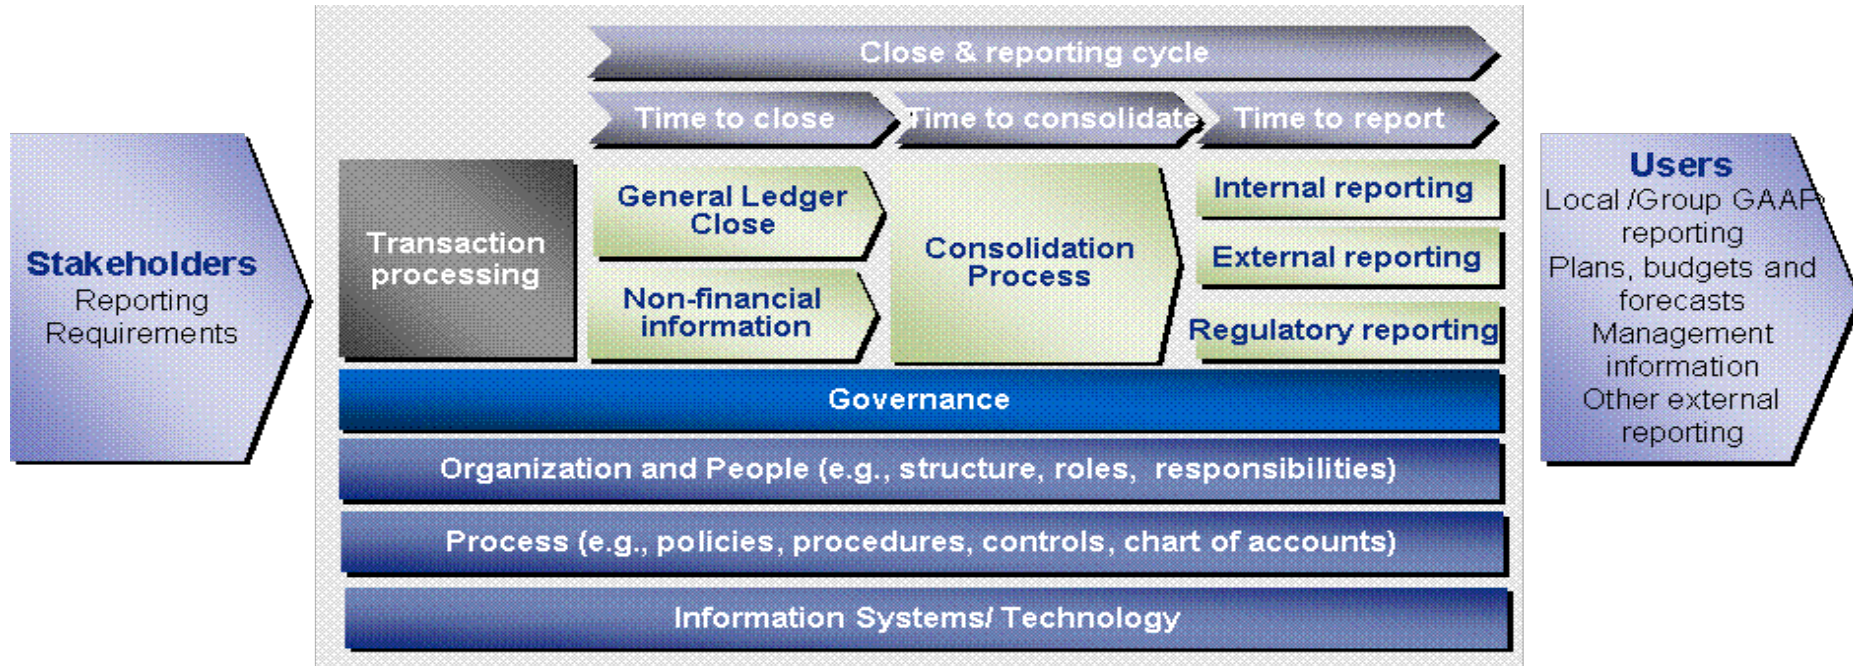 Close & reporting cycle
Time to close
Time to consolidate
Time to report
Stakeholders
Reporting
Requirements
Transaction
processing
General Ledger
Close
Non-financial
information
Consolidation
Process
Internal reporting
External reporting
Regulatory reporting
Users
Local /Group GAAP
reporting
Plans, budgets and
forecasts
Management
information
Other external
reporting
Governance
Organization and People (e.g., structure, roles, responsibilities)
Process (e.g., policies, procedures, controls, chart of accounts)
Information Systems/ Technology